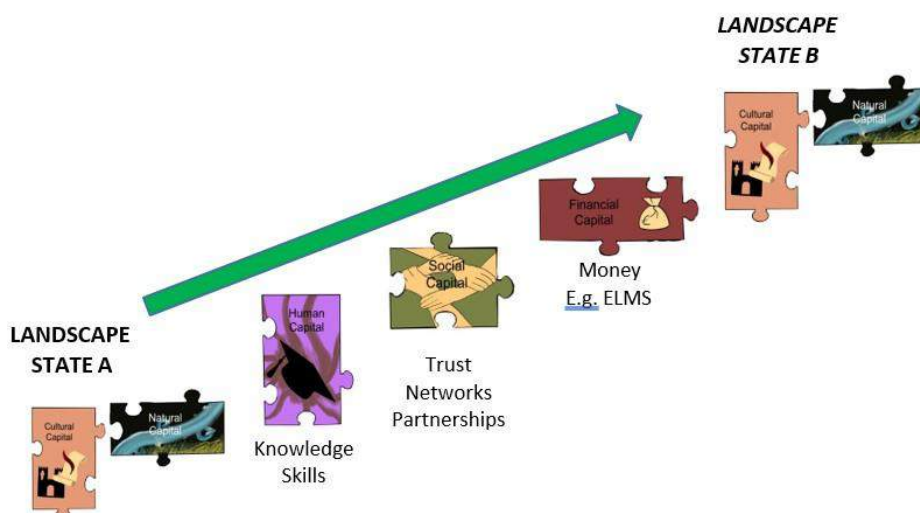 LANDSCAPE
STATE B
Cultural
Capital
Natural
Capital
Financial
Capital
Money
E.g. ELMS
Social
Capital
Trust
Networks
Partnerships
Human
Capital
Knowledge
Skills
LANDSCAPE
STATE A
Cultural
Capital
Natural
Capital